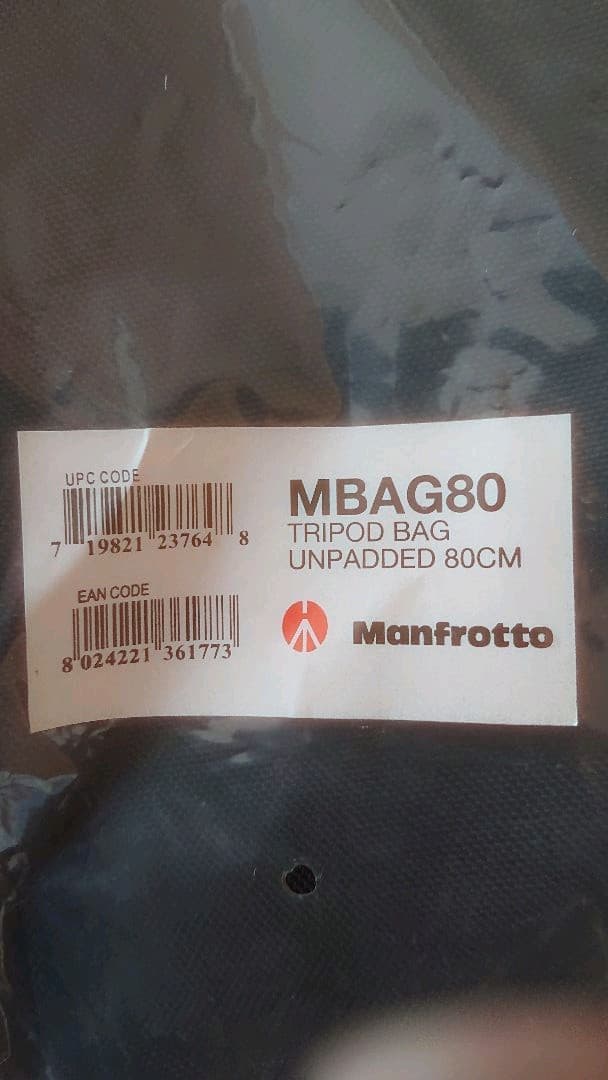 UPC CODE
7 19821 23764 8
EAN CODE
8 024221 361773
MBAG80
TRIPOD BAG
UNPADDED 80CM
Manfrotto